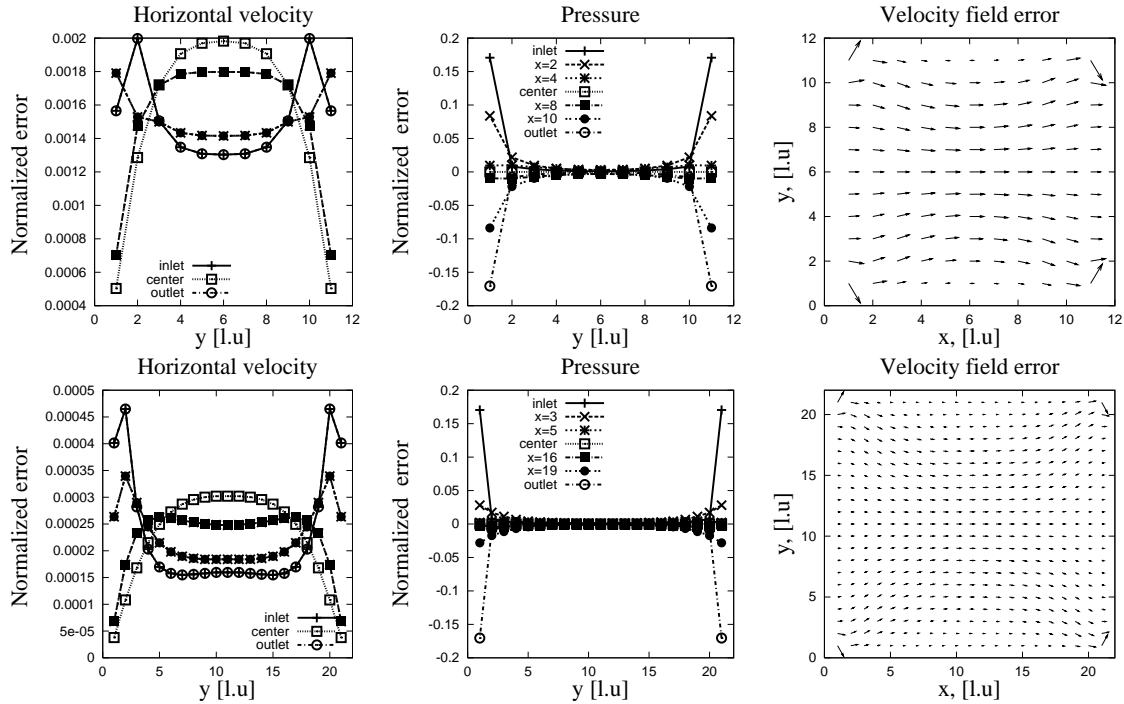 Horizontal velocity
Normalized error
0.002
0.0018
0.0016
0.0014
0.0012
0.001
0.0008
0.0006
0.0004
inlet
center
outlet
0 2 4 6 8 10 12
y [l.u]
Pressure
Normalized error
0.2
0.15
0.1
0.05
0
-0.05
-0.1
-0.15
-0.2
inlet
x=2
x=4
center
x=8
x=10
outlet
0 2 4 6 8 10 12
y [l.u]
Velocity field error
y, [l.u]
12
10
8
6
4
2
0
0 2 4 6 8 10 12
x, [l.u]
Horizontal velocity
Normalized error
0.0005
0.00045
0.0004
0.00035
0.0003
0.00025
0.0002
0.00015
0.0001
5e-05
0
inlet
center
outlet
0 5 10 15 20
y [l.u]
Pressure
Normalized error
0.2
0.15
0.1
0.05
0
-0.05
-0.1
-0.15
-0.2
inlet
x=3
x=5
center
x=16
x=19
outlet
0 5 10 15 20
y [l.u]
Velocity field error
y, [l.u]
20
15
10
5
0
0 5 10 15 20
x, [l.u]